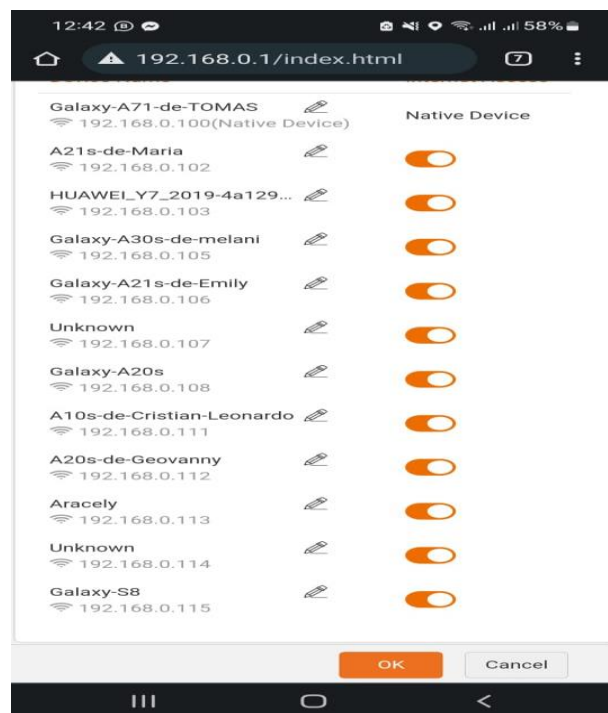 12:42 58%
192.168.0.1/index.html 7
Galaxy-A71-de-TOMAS
192.168.0.100(Native Device) Native Device
A21s-de-Maria
192.168.0.102
HUAWEI_Y7_2019-4a129...
192.168.0.103
Galaxy-A30s-de-melani
192.168.0.105
Galaxy-A21s-de-Emily
192.168.0.106
Unknown
192.168.0.107
Galaxy-A20s
192.168.0.108
A10s-de-Cristian-Leonardo
192.168.0.111
A20s-de-Geovanny
192.168.0.112
Aracely
192.168.0.113
Unknown
192.168.0.114
Galaxy-S8
192.168.0.115
OK Cancel